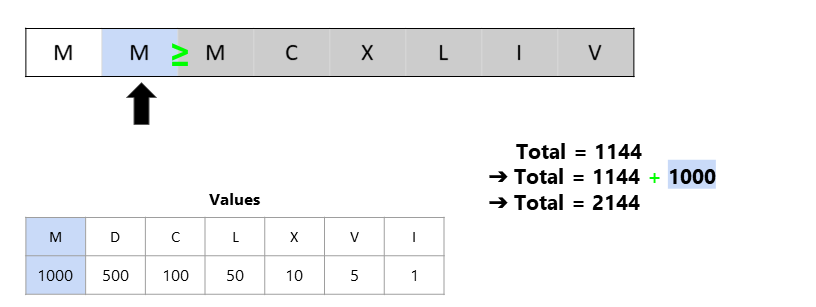 M M ≥ M C X L I V
Total = 1144
➔ Total = 1144 + 1000
➔ Total = 2144
Values
M D C L X V I
1000 500 100 50 10 5 1